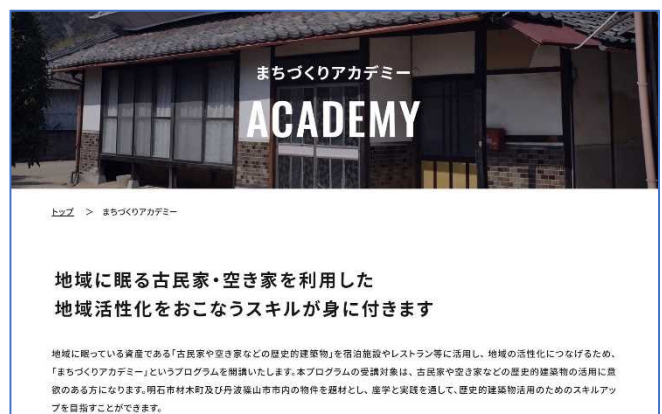 まちづくりアカデミー
ACADEMY
トップ ＞ まちづくりアカデミー
地域に眠る古民家・空き家を利用した
地域活性化をおこなうスキルが身に付きます
地域に眠っている資産である「古民家や空き家などの歴史的建築物」を宿泊施設やレストラン等に活用し、地域の活性化につなげるため、
「まちづくりアカデミー」というプログラムを開講いたします。本プログラムの受講対象は、古民家や空き家などの歴史的建築物の活用に意
欲のある方になります。明石市材木町及び丹波篠山市市内の物件を題材とし、座学と実践を通して、歴史的建築物活用のためのスキルアッ
プを目指すことができます。